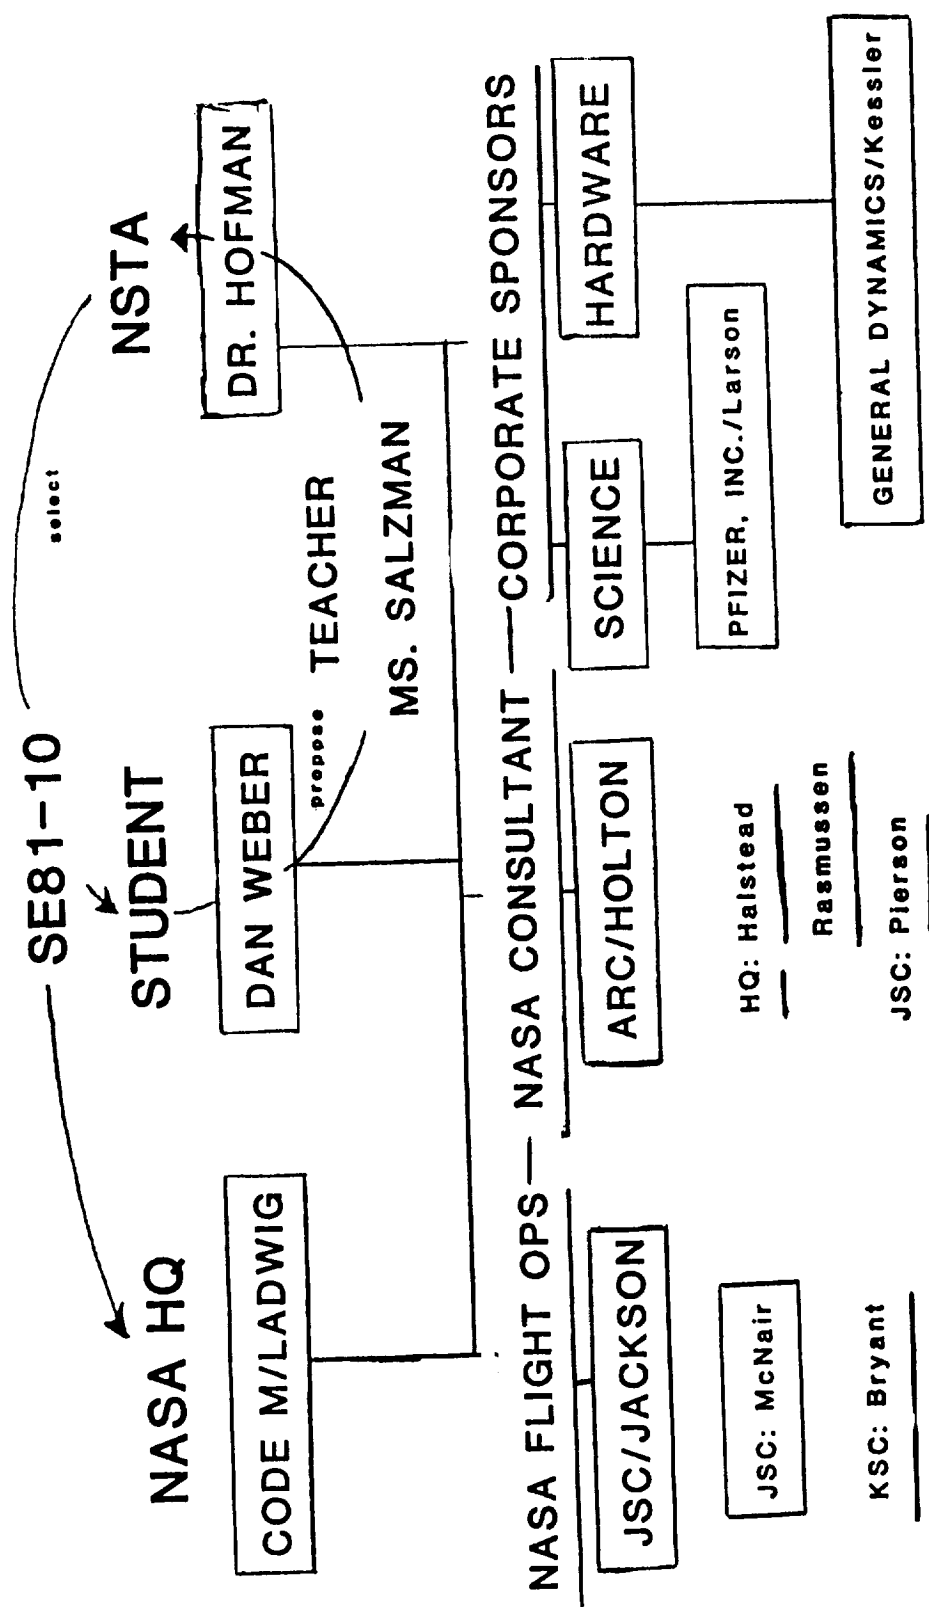 SE81-10
select
NASA HQ
STUDENT
NSTA
CODE M/LADWIG
DAN WEBER
DR. HOFMAN
propose
TEACHER
MS. SALZMAN
NASA FLIGHT OPS — NASA CONSULTANT — CORPORATE SPONSORS
JSC/JACKSON
ARC/HOLTON
SCIENCE
HARDWARE
JSC: McNair
HQ: Halstead
PFIZER, INC./Larson
Rasmussen
KSC: Bryant
JSC: Pierson
GENERAL DYNAMICS/Kessler